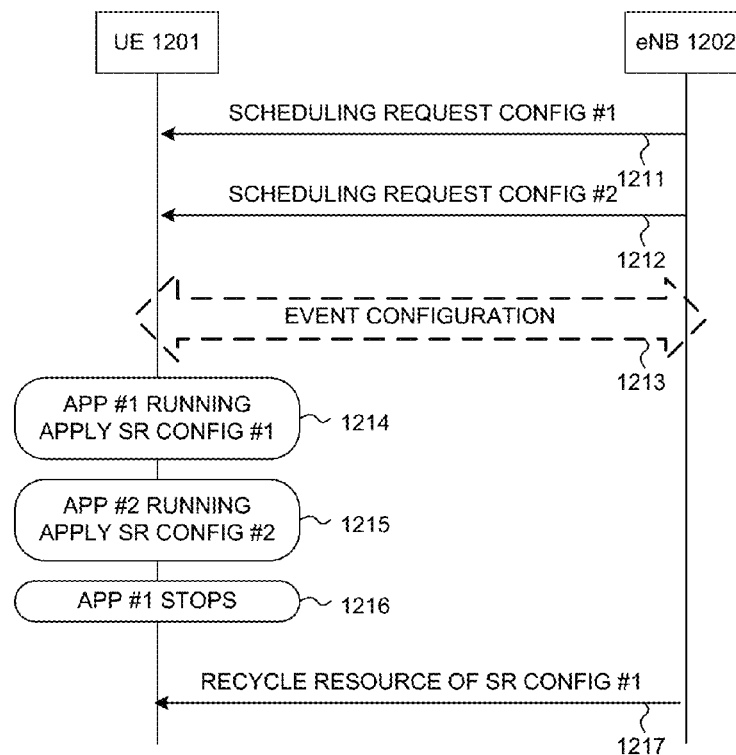 UE 1201
eNB 1202
SCHEDULING REQUEST CONFIG #1
1211
SCHEDULING REQUEST CONFIG #2
1212
EVENT CONFIGURATION
1213
APP #1 RUNNING
APPLY SR CONFIG #1
1214
APP #2 RUNNING
APPLY SR CONFIG #2
1215
APP #1 STOPS
1216
RECYCLE RESOURCE OF SR CONFIG #1
1217